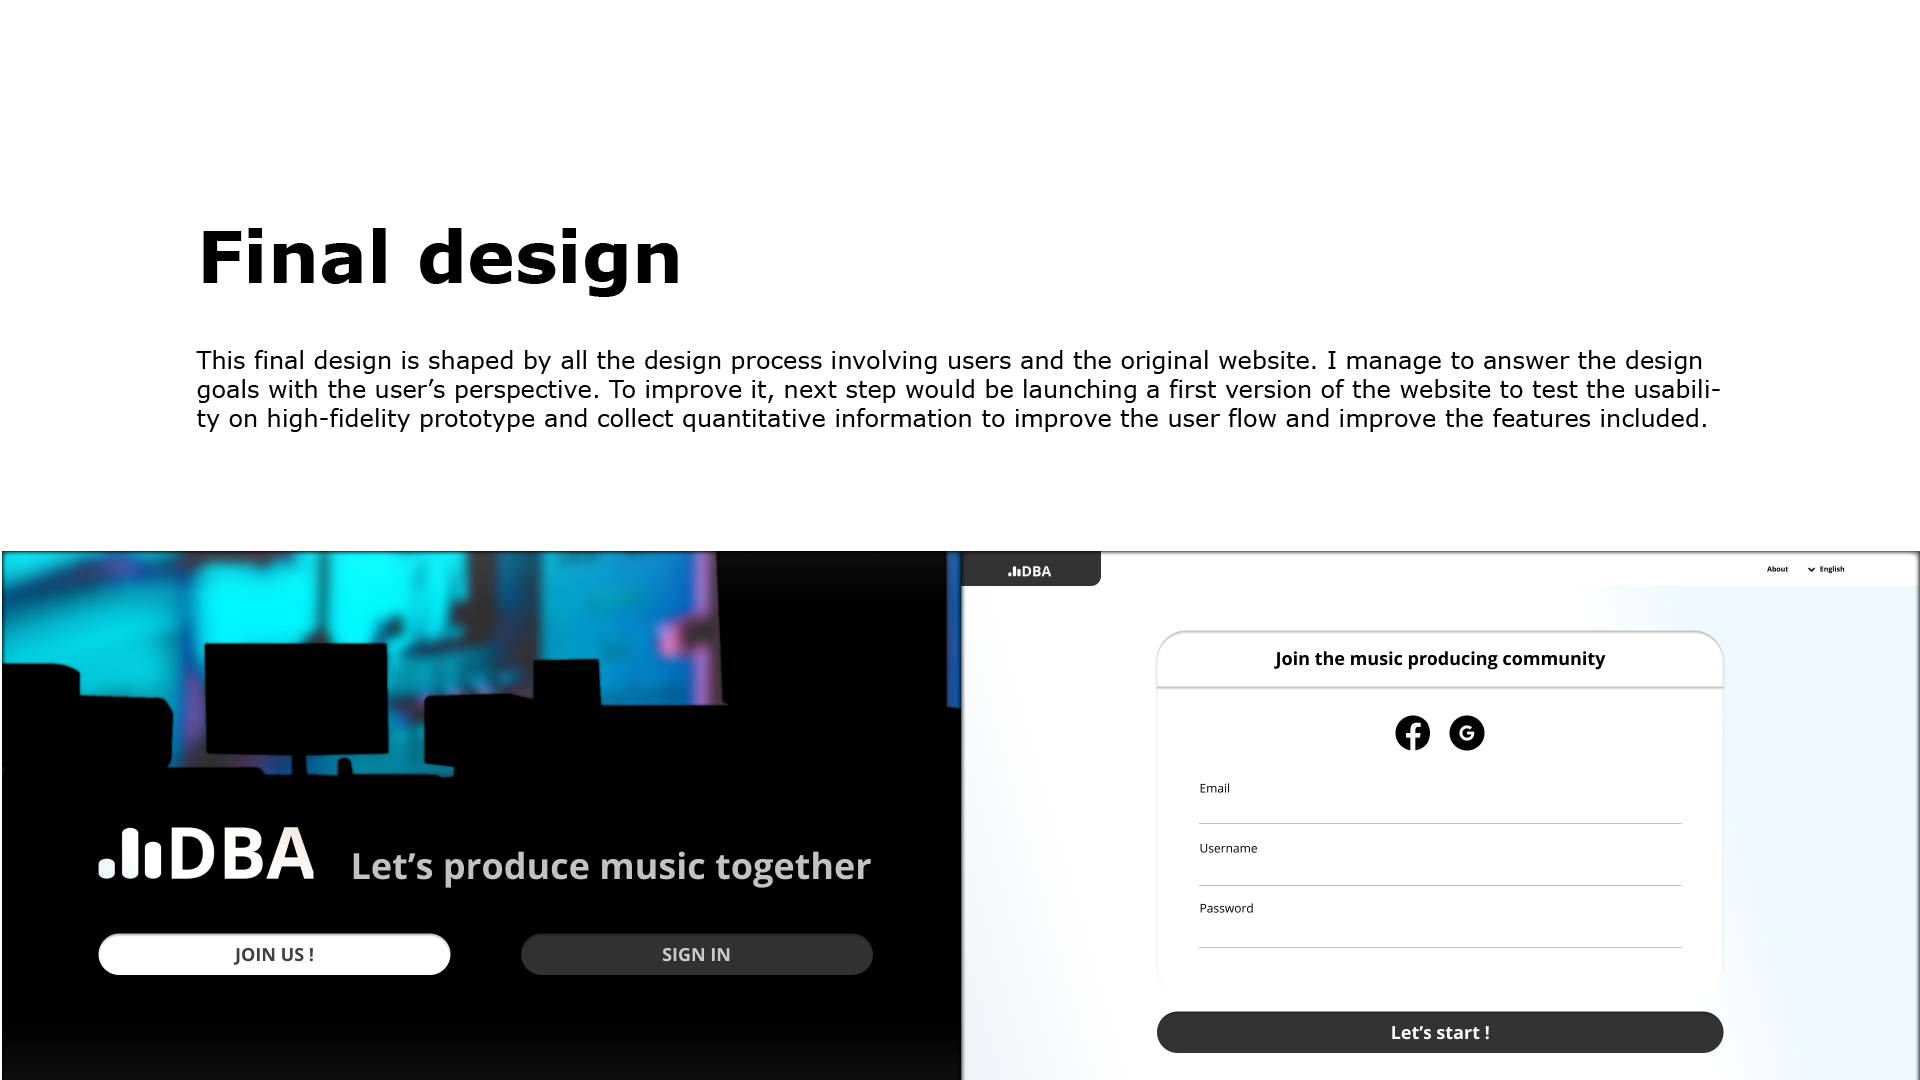 Final design
This final design is shaped by all the design process involving users and the original website. I manage to answer the design
goals with the user’s perspective. To improve it, next step would be launching a first version of the website to test the usabili-
ty on high-fidelity prototype and collect quantitative information to improve the user flow and improve the features included.
DBA Let’s produce music together
JOIN US !
SIGN IN
DBA
About
English
Join the music producing community
Email
Username
Password
Let’s start !